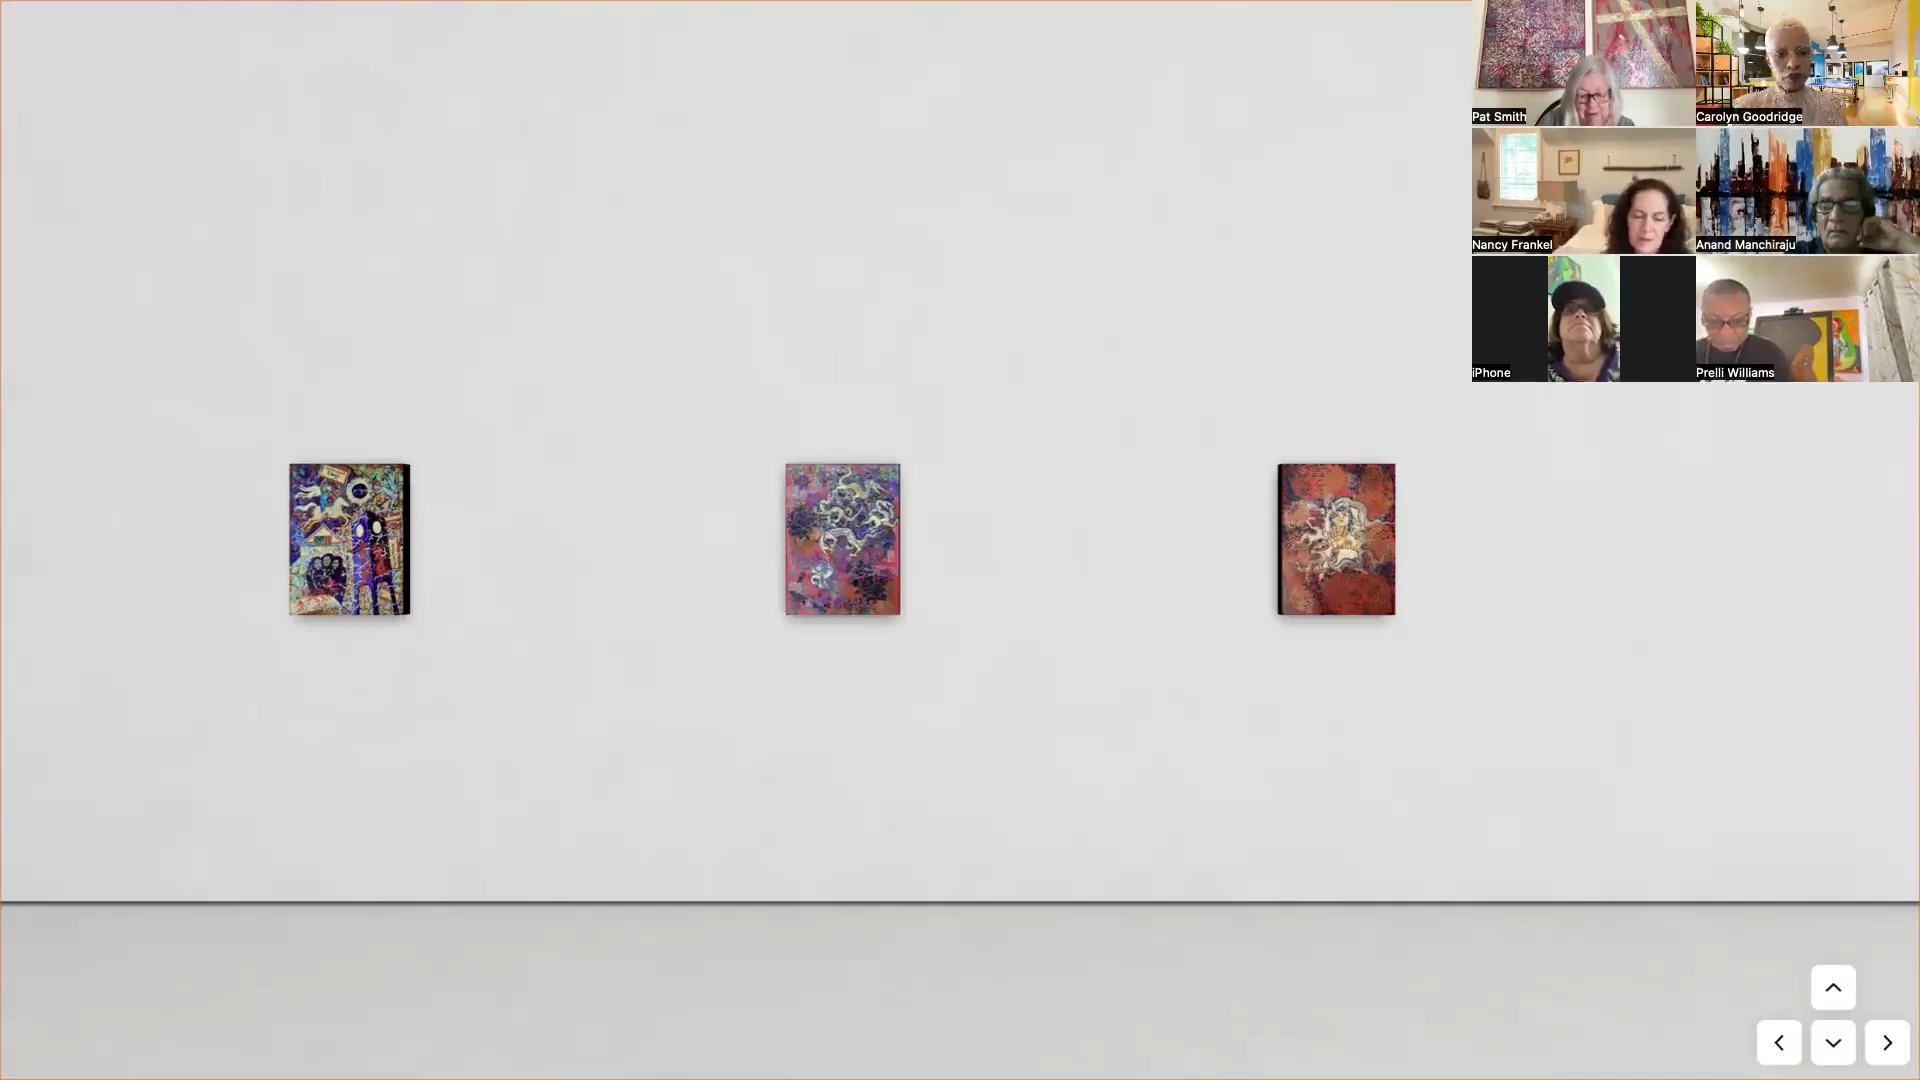 Pat Smith
Carolyn Goodridge
Nancy Frankel
Anand Manchiraju
iPhone
Prelli Williams